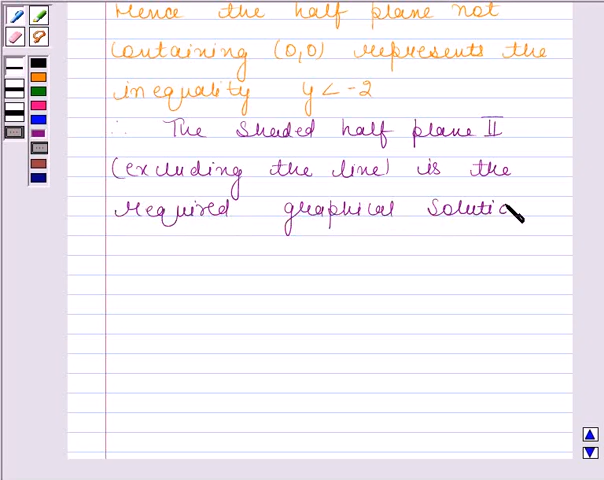 Hence the half plane not
containing (0,0) represents the
inequality y < -2
∴ The shaded half plane II
(excluding the line) is the
required graphical solutio